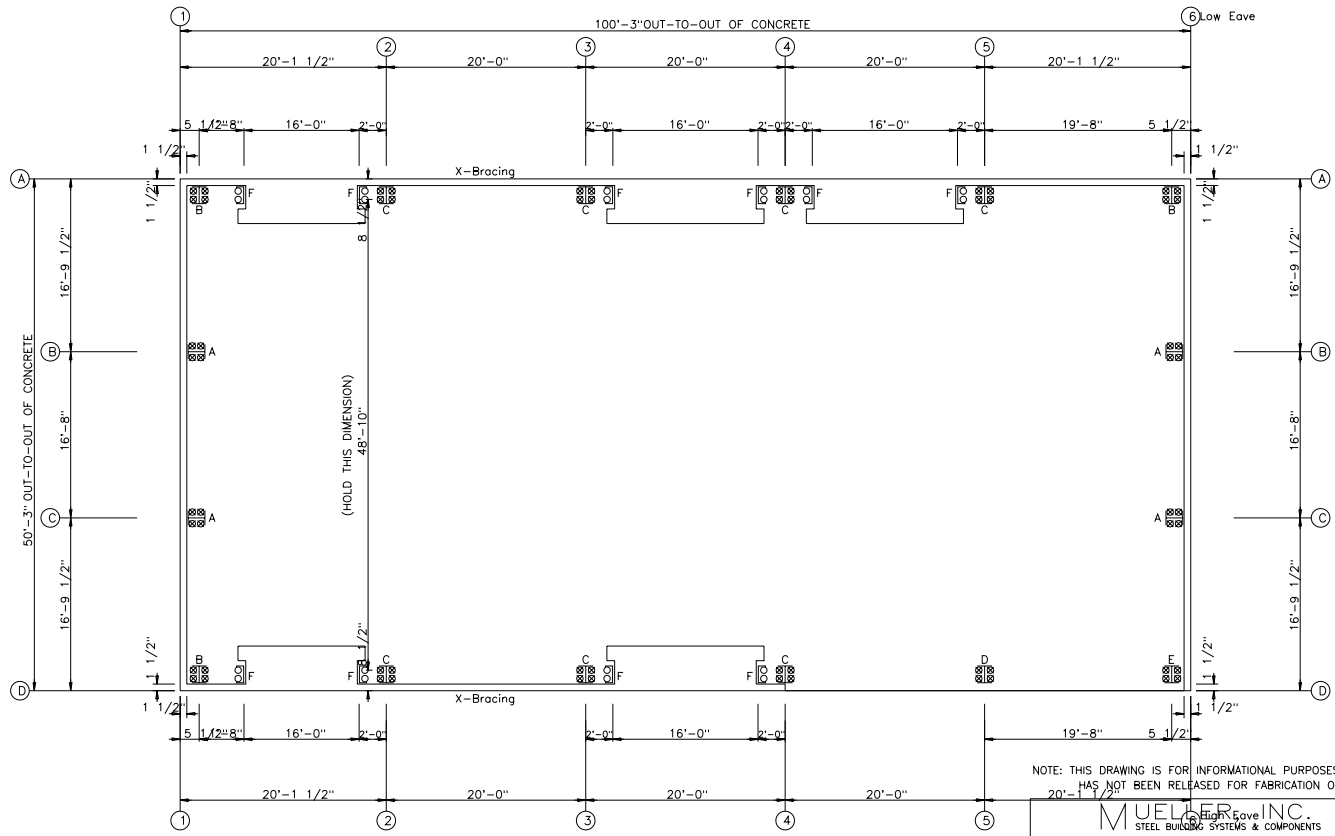 1
6 Low Eave
100'-3"OUT-TO-OUT OF CONCRETE
2
3
4
5
20'-1 1/2"
20'-0"
20'-0"
20'-0"
20'-1 1/2"
5 1/2"
2'-8"
16'-0"
2'-0"
2'-0"
16'-0"
2'-0"
2'-0"
16'-0"
2'-0"
19'-8"
5 1/2"
1 1/2"
1 1/2"
X-Bracing
A
A
1 1/2"
1 1/2"
B
F
F
C
C
F
F
C
F
F
C
B
8 1/2"
16'-9 1/2"
16'-9 1/2"
B
A
A
B
50'-3" OUT-TO-OUT OF CONCRETE
16'-8"
(HOLD THIS DIMENSION)
48'-10"
16'-8"
C
A
A
C
16'-9 1/2"
16'-9 1/2"
1/2"
1 1/2"
1 1/2"
B
F
F
C
C
F
F
C
D
E
D
D
X-Bracing
1 1/2"
1 1/2"
5 1/2"
2'-8"
16'-0"
2'-0"
2'-0"
16'-0"
2'-0"
19'-8"
5 1/2"
NOTE: THIS DRAWING IS FOR INFORMATIONAL PURPOSES
HAS NOT BEEN RELEASED FOR FABRICATION O
20'-1 1/2"
20'-0"
20'-0"
20'-0"
20'-1 1/2"
1
2
3
4
5
6 High Eave
MUELLER, INC.
STEEL BUILDING SYSTEMS & COMPONENTS